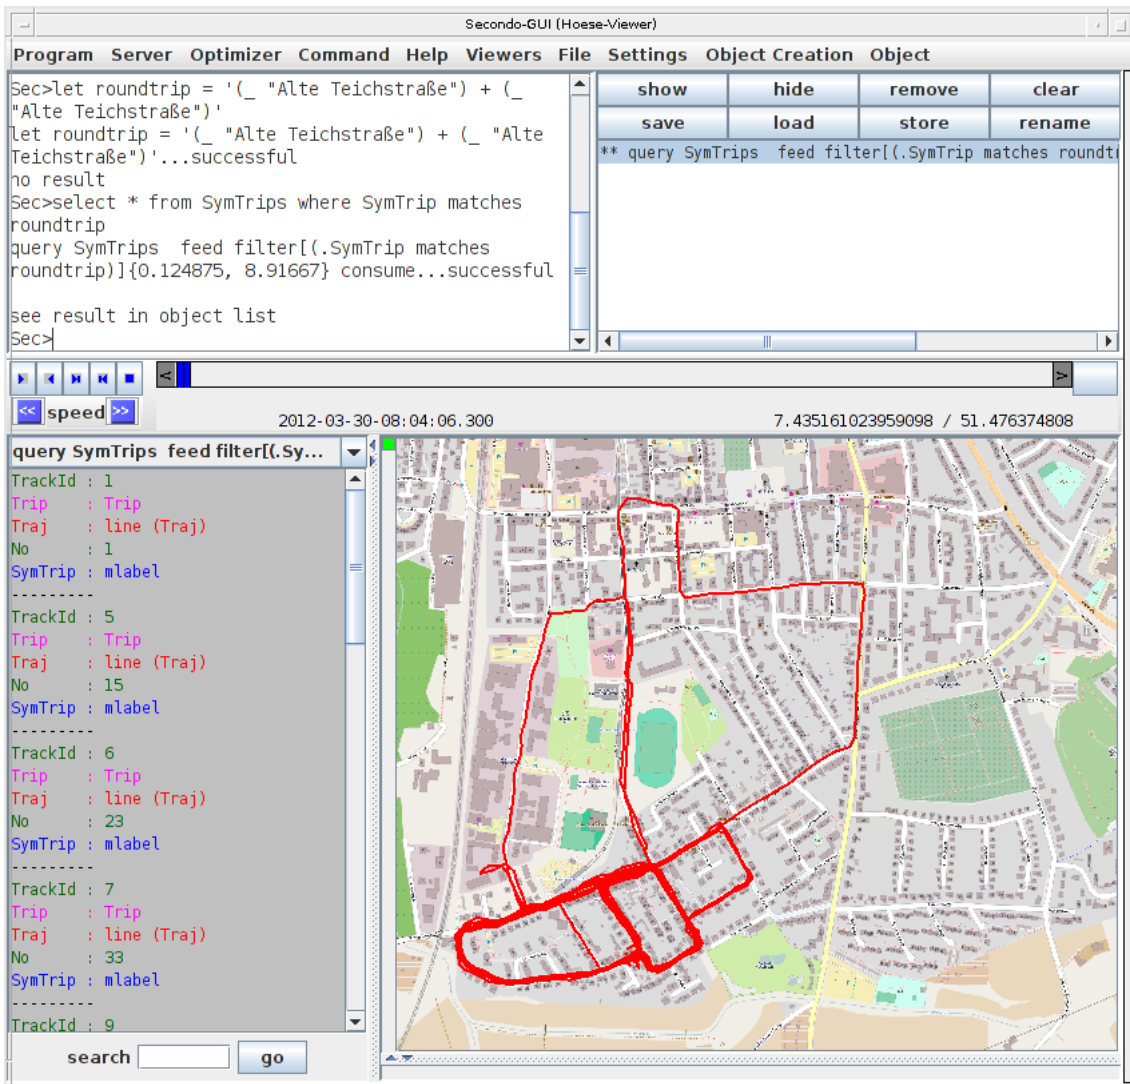 Secondo-GUI (Hoese-Viewer)
Program Server Optimizer Command Help Viewers File Settings Object Creation Object
Sec>let roundtrip = '(_ "Alte Teichstraße") + (_
"Alte Teichstraße")'
let roundtrip = '(_ "Alte Teichstraße") + (_ "Alte
Teichstraße")'...successful
no result
Sec>select * from SymTrips where SymTrip matches
roundtrip
query SymTrips  feed filter[(.SymTrip matches
roundtrip)]{0.124875, 8.91667} consume...successful
see result in object list
Sec>
show hide remove clear
save load store rename
** query SymTrips  feed filter[(.SymTrip matches roundtr
<< speed >>
< >
2012-03-30-08:04:06.300
7.435161023959098 / 51.476374808
query SymTrips  feed filter[(.Sy...
TrackId : 1
Trip : Trip
Traj : line (Traj)
No : 1
SymTrip : mlabel
---------
TrackId : 5
Trip : Trip
Traj : line (Traj)
No : 15
SymTrip : mlabel
---------
TrackId : 6
Trip : Trip
Traj : line (Traj)
No : 23
SymTrip : mlabel
---------
TrackId : 7
Trip : Trip
Traj : line (Traj)
No : 33
SymTrip : mlabel
---------
TrackId : 9
search go